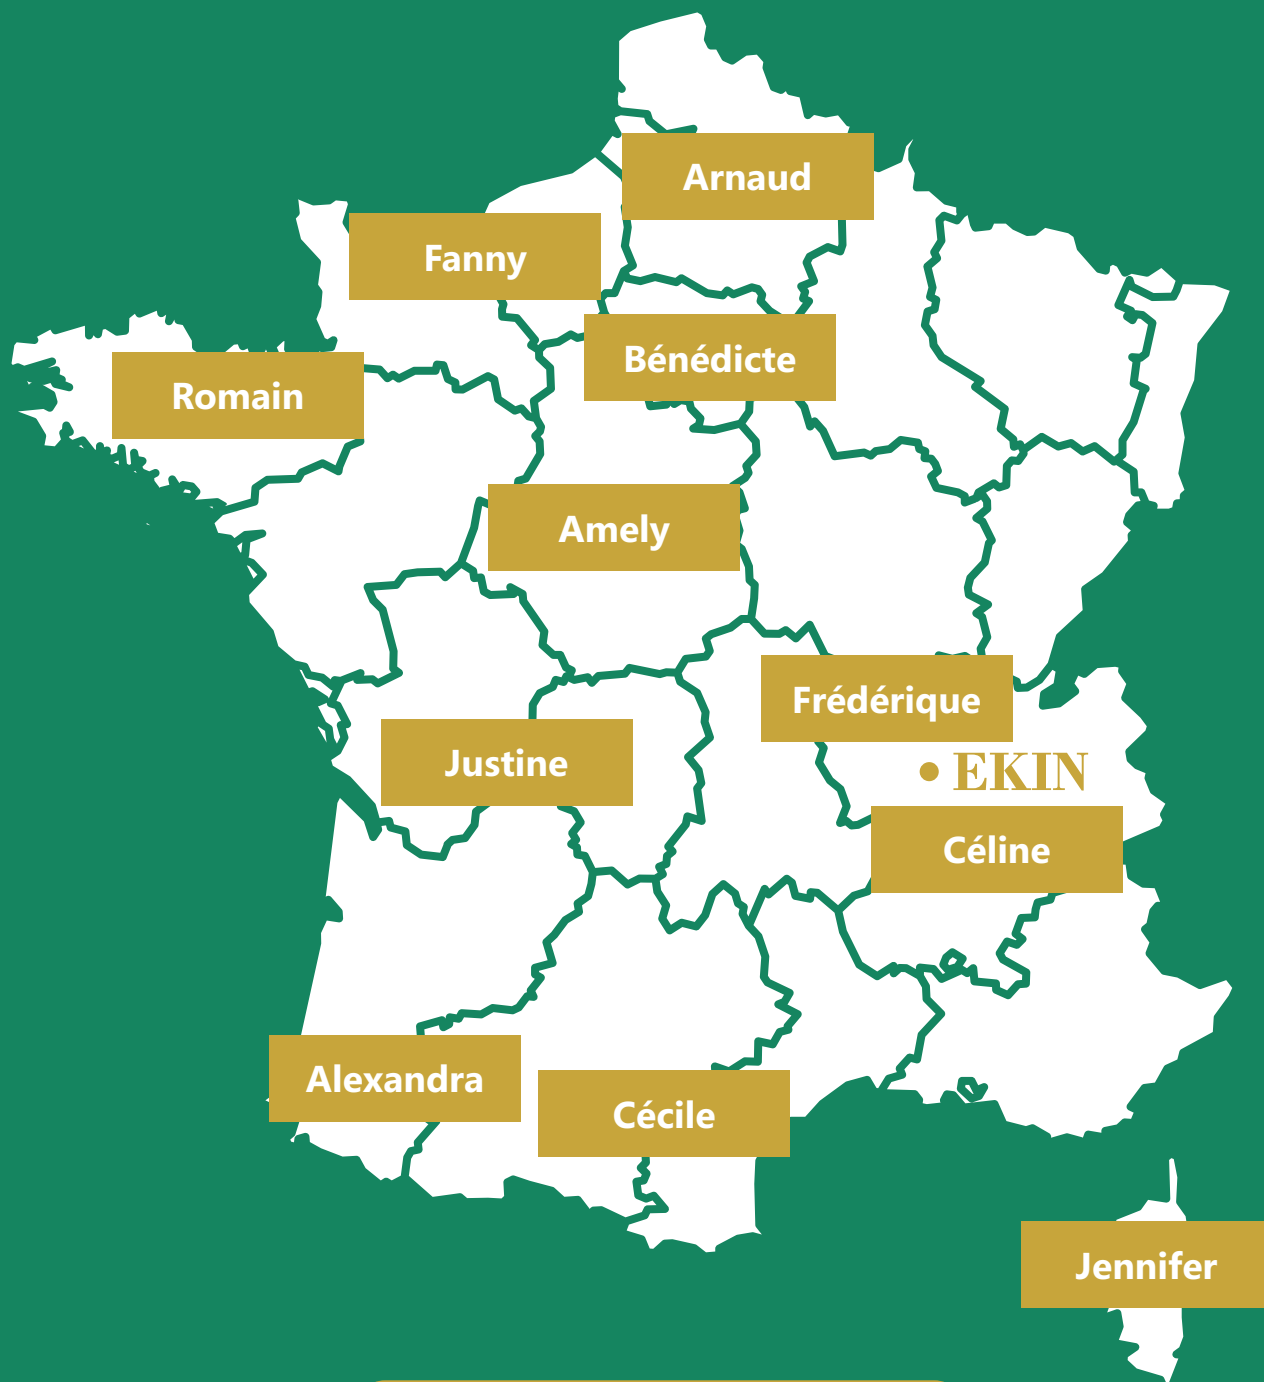 Arnaud
Fanny
Bénédicte
Romain
Amely
Frédérique
Justine
• EKIN
Céline
Alexandra
Cécile
Jennifer